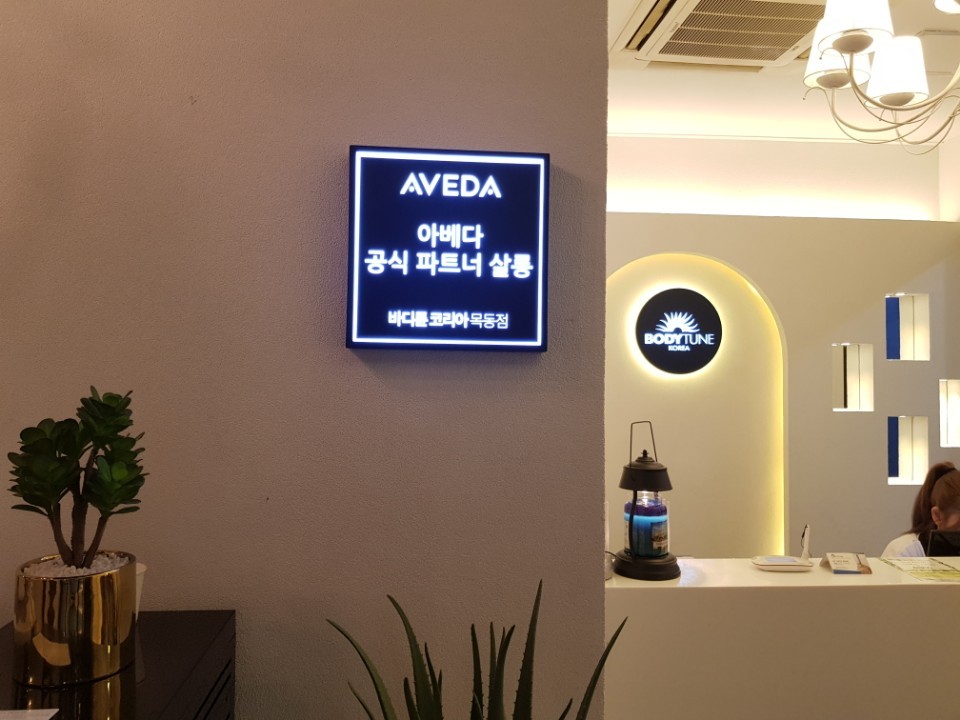 AVEDA
아베다
공식 파트너 살롱
바디튠 코리아 목동점
BODYTUNE
KOREA